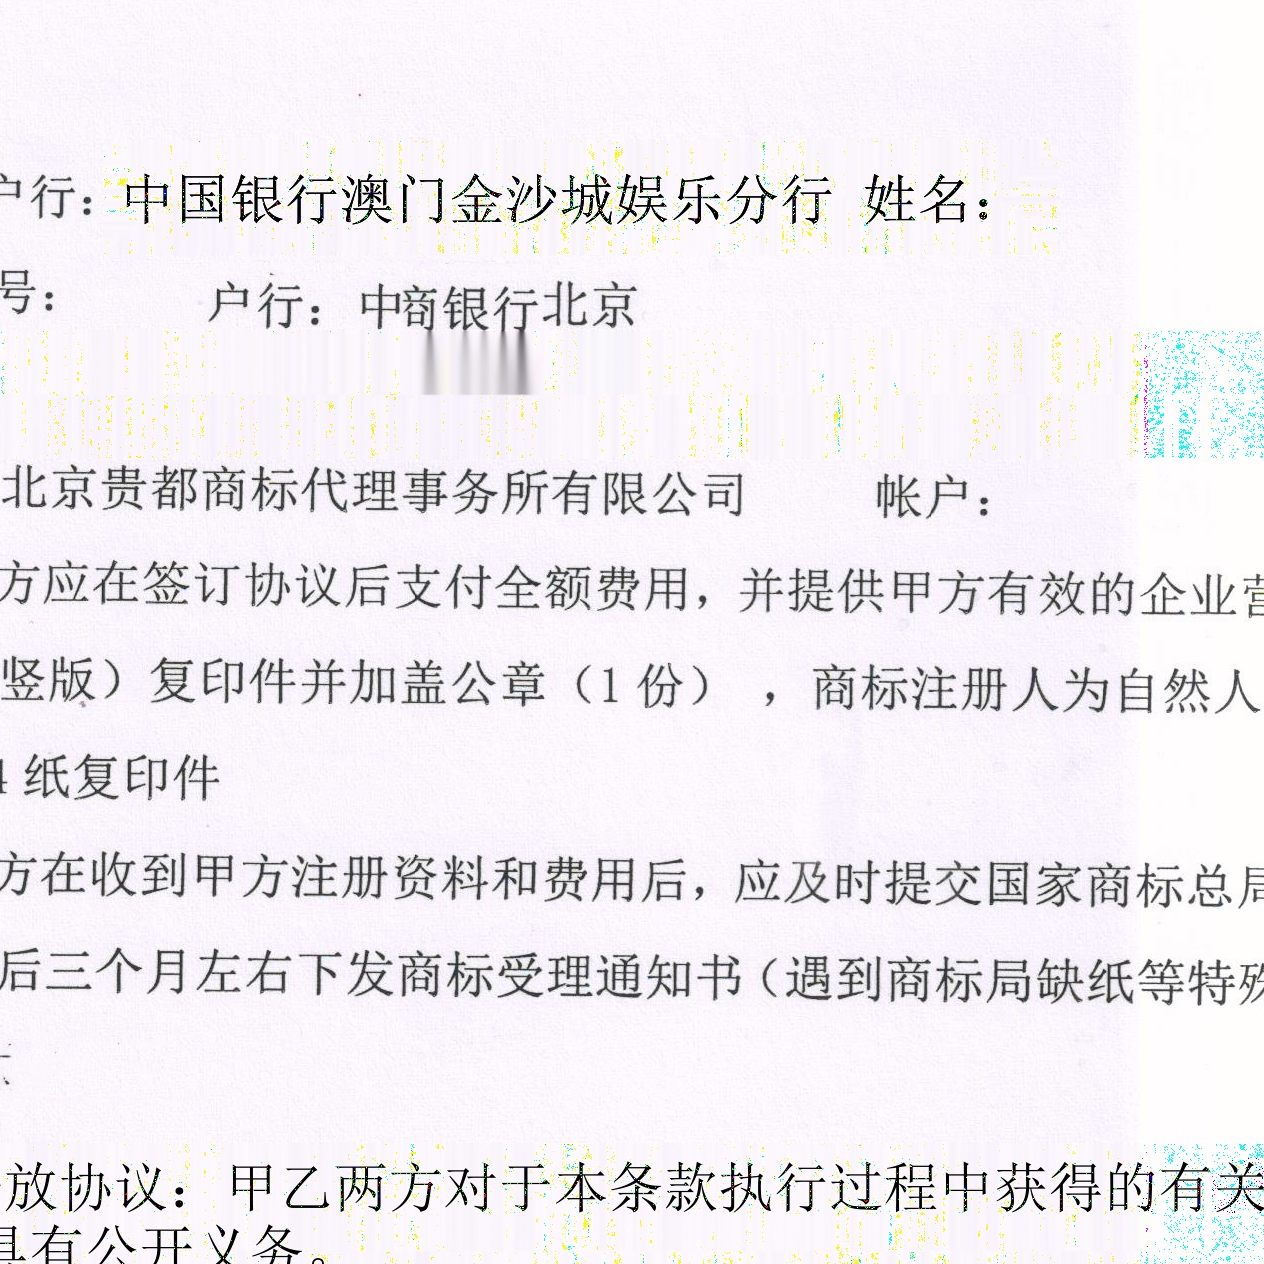 户行：中国银行澳门金沙城娱乐分行 姓名：
号： 户行：中商银行北京
北京贵都商标代理事务所有限公司 帐户：
方应在签订协议后支付全额费用，并提供甲方有效的企业营
竖版）复印件并加盖公章（1 份） ，商标注册人为自然人
4 纸复印件
方在收到甲方注册资料和费用后，应及时提交国家商标总局
后三个月左右下发商标受理通知书（遇到商标局缺纸等特殊
放协议：甲乙两方对于本条款执行过程中获得的有关
具有公开义务。